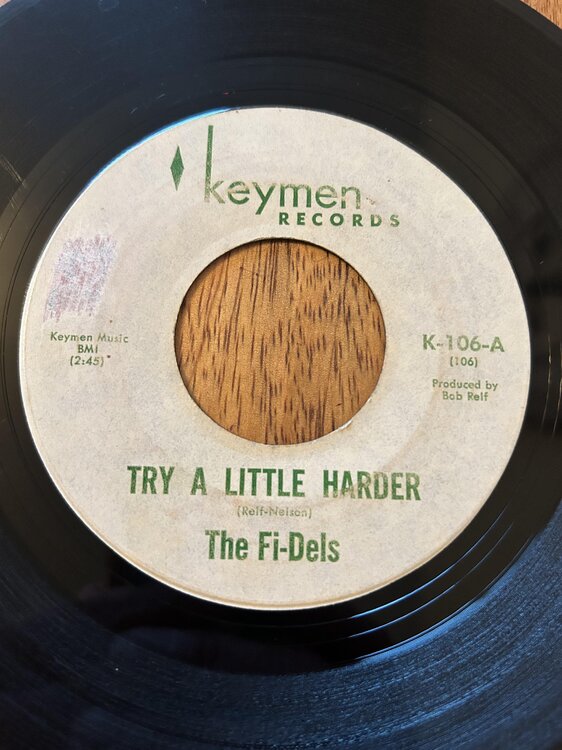 keymen
RECORDS
Keymen Music
BMI
(2:45)
K-106-A
(106)
Produced by
Bob Relf
TRY A LITTLE HARDER
(Relf-Nelson)
The Fi-Dels